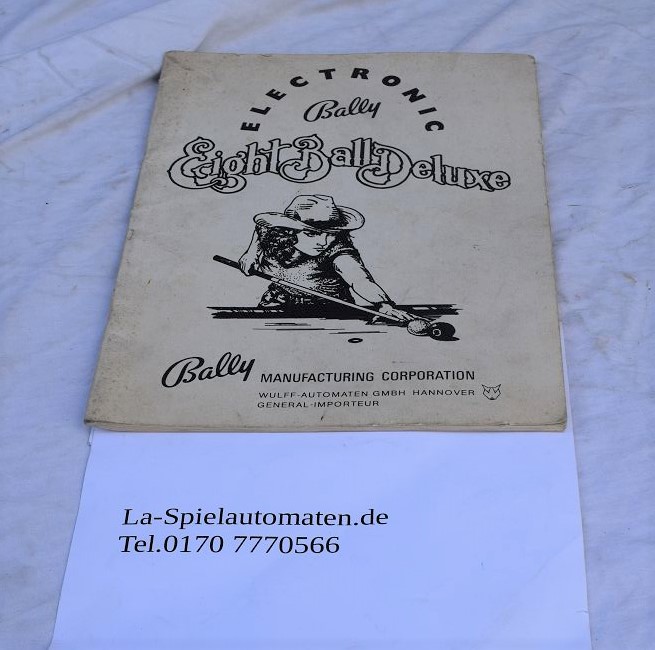 ELECTRONIC
Bally
Eight Ball Deluxe
Bally MANUFACTURING CORPORATION
WULFF-AUTOMATEN GMBH HANNOVER
GENERAL-IMPORTEUR
La-Spielautomaten.de
Tel.0170 7770566